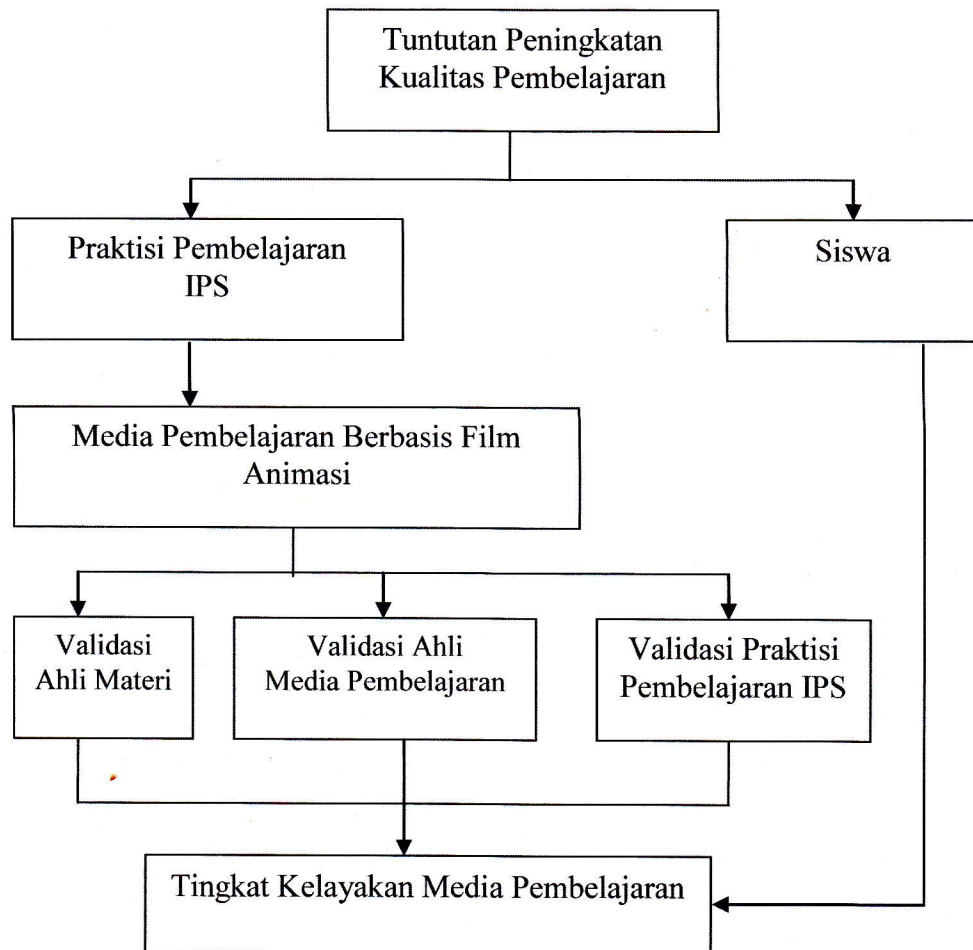 Tuntutan Peningkatan
Kualitas Pembelajaran
Praktisi Pembelajaran
IPS
Siswa
Media Pembelajaran Berbasis Film
Animasi
Validasi
Ahli Materi
Validasi Ahli
Media Pembelajaran
Validasi Praktisi
Pembelajaran IPS
Tingkat Kelayakan Media Pembelajaran